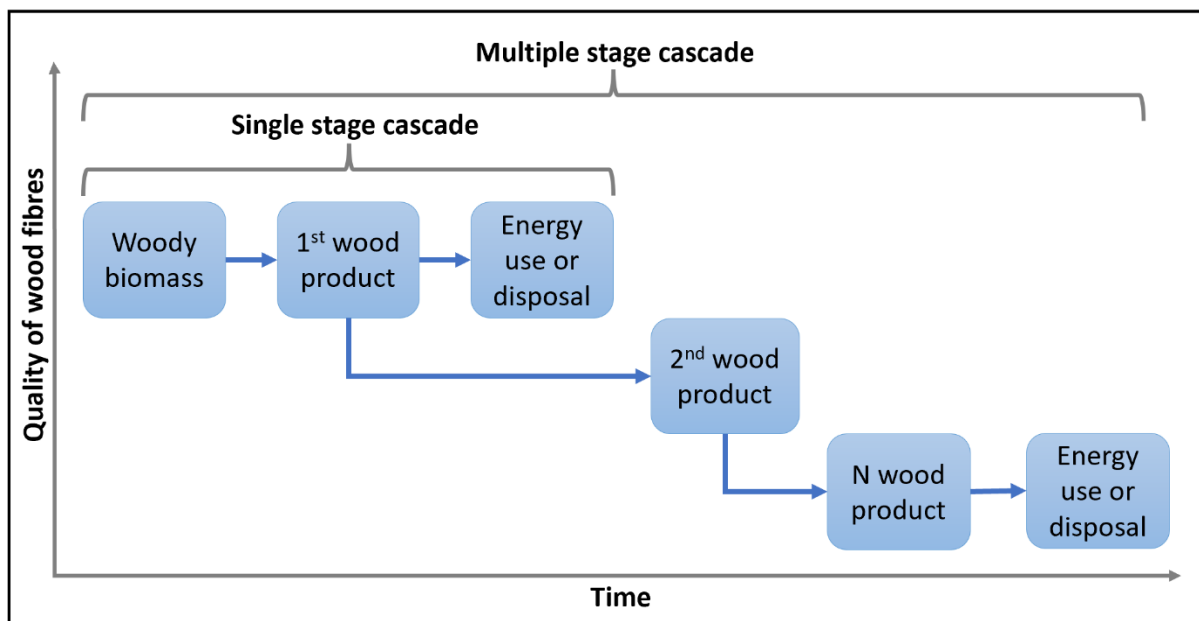 Multiple stage cascade
Single stage cascade
Quality of wood fibres
Woody
biomass
1st wood
product
Energy
use or
disposal
2nd wood
product
N wood
product
Energy
use or
disposal
Time